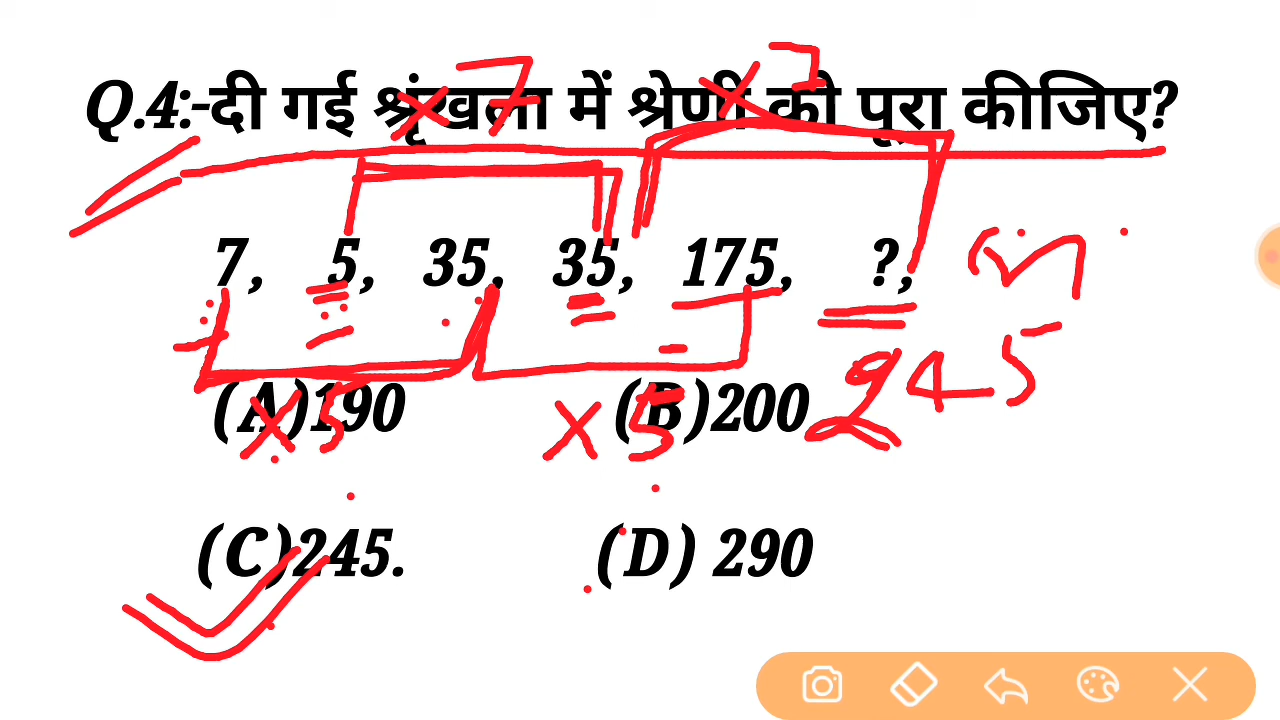 Q.4:-दी गई श्रृंखला में श्रेणी को पूरा कीजिए?
×7 ×7
7, 5, 35, 35, 175, ?,
245
(A)190 (B)200
×5 ×5
(C)245. (D) 290